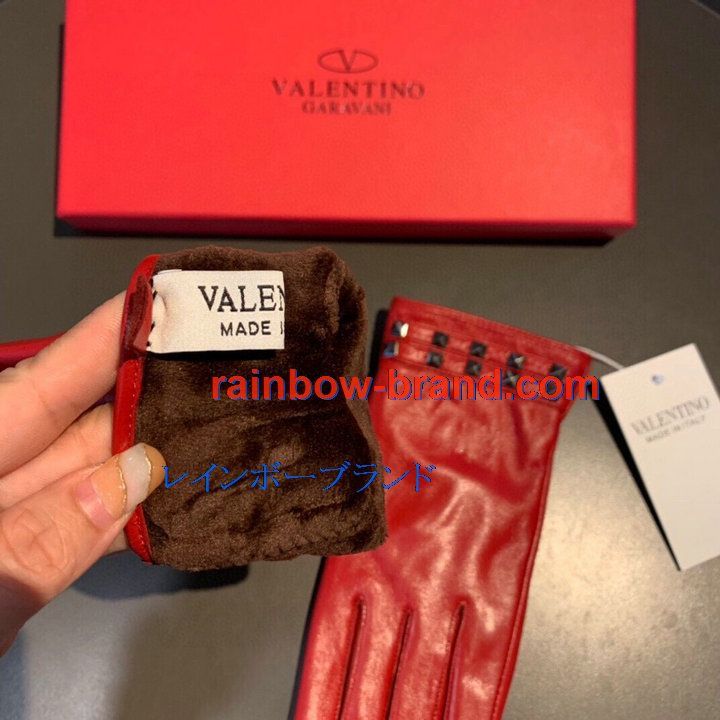 VALENTINO
GARAVANI
VALEN
MADE
rainbow-brand.com
レインボーブランド
VALENTINO
MADE IN ITALY